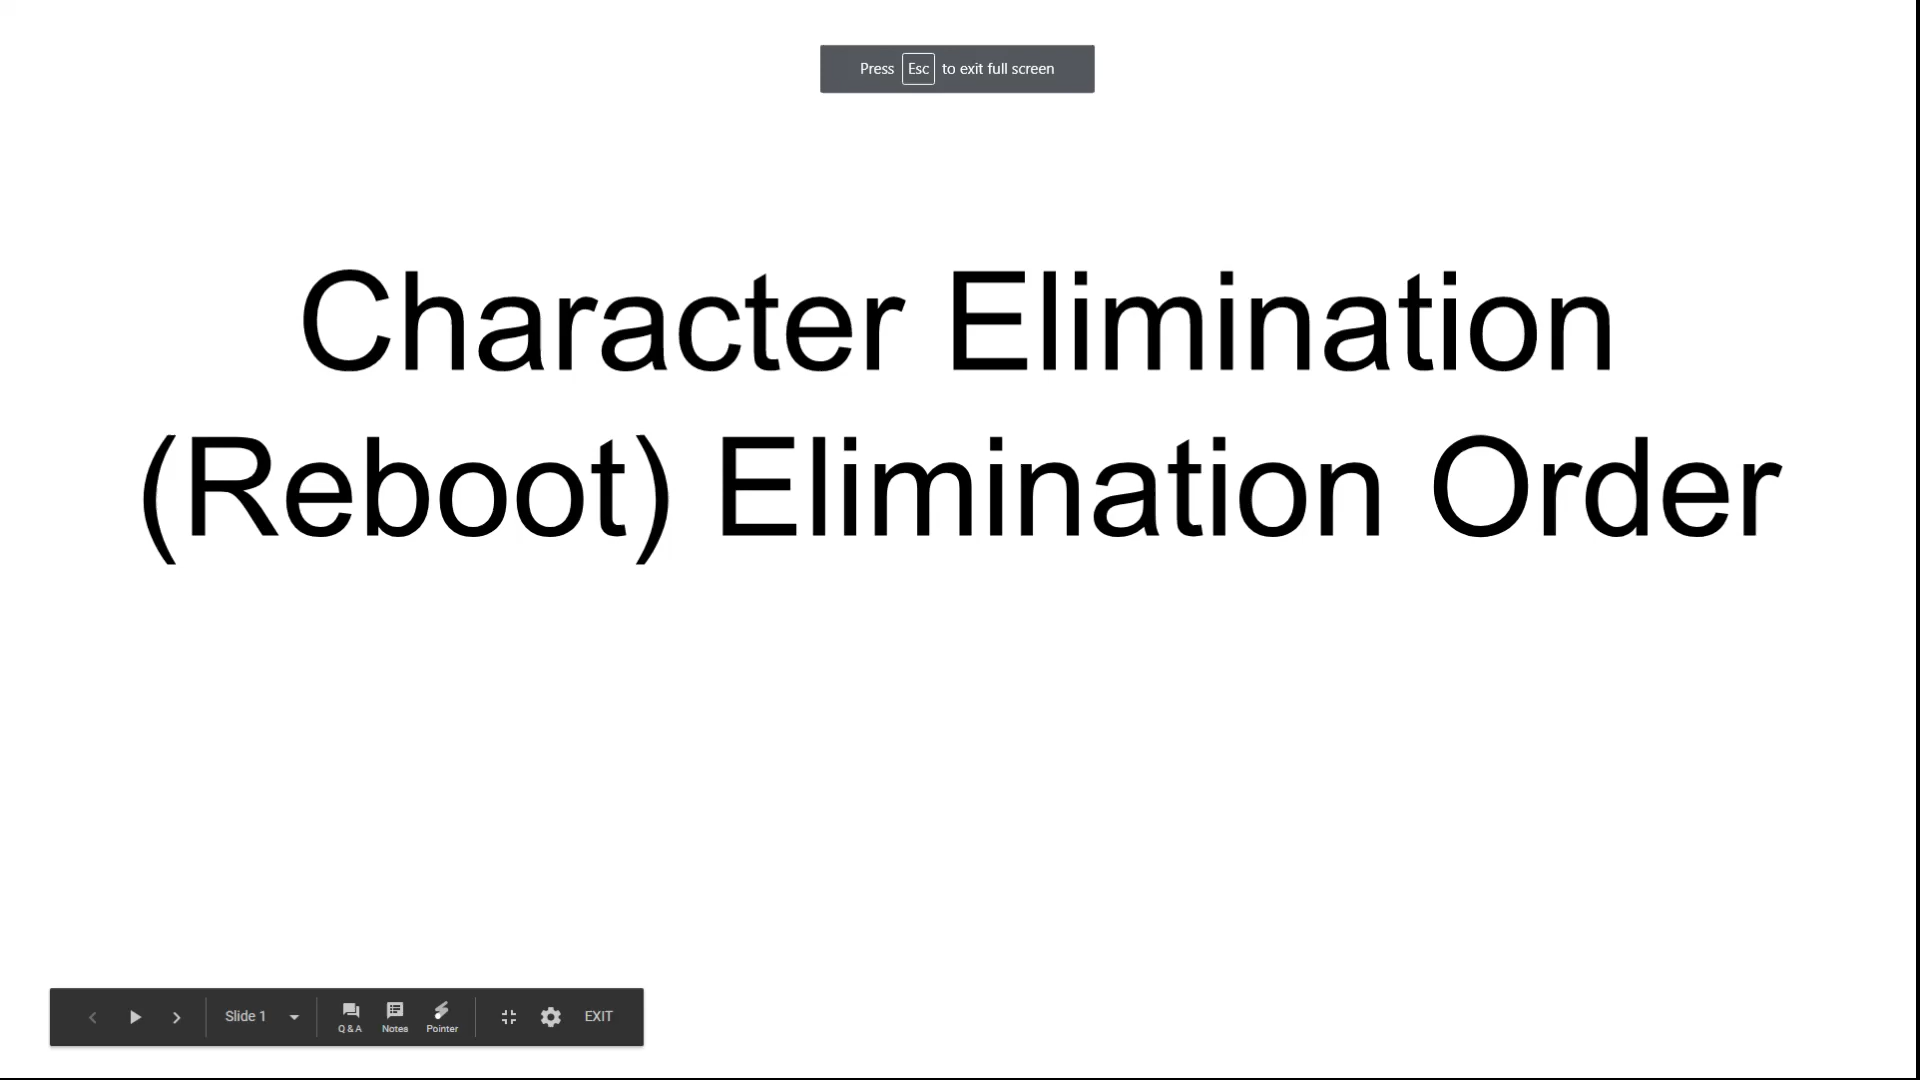 Press Esc to exit full screen
Character Elimination
(Reboot) Elimination Order
Slide 1
Q & A Notes Pointer
EXIT